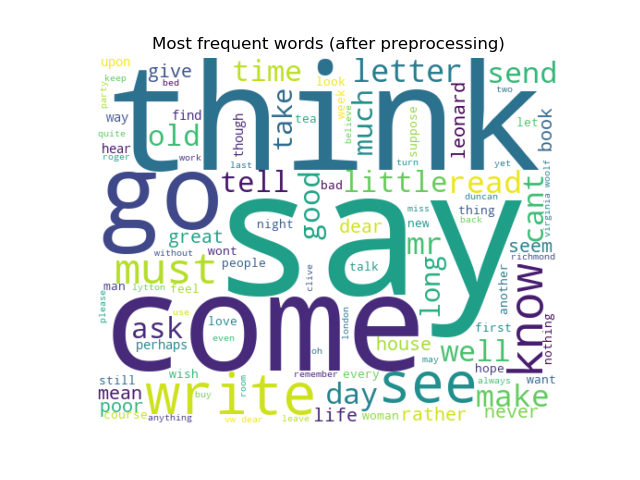 Most frequent words (after preprocessing)
upon give time letter send
keep bed look two
party think
way find though take tea week much suppose leonard let book
quite old believe
hear roger work last turn yet
go tell bad good little read duncan cant virginia woolf
say miss thing back
great night dear new mr seem
without wont people talk long another richmond
must feel clive
man lytton come know
please use love london first nothing
ask even oh house well
perhaps may hope
still wish room remember every see always want
mean buy write day make
poor life woman rather never
course anything vw dear leave